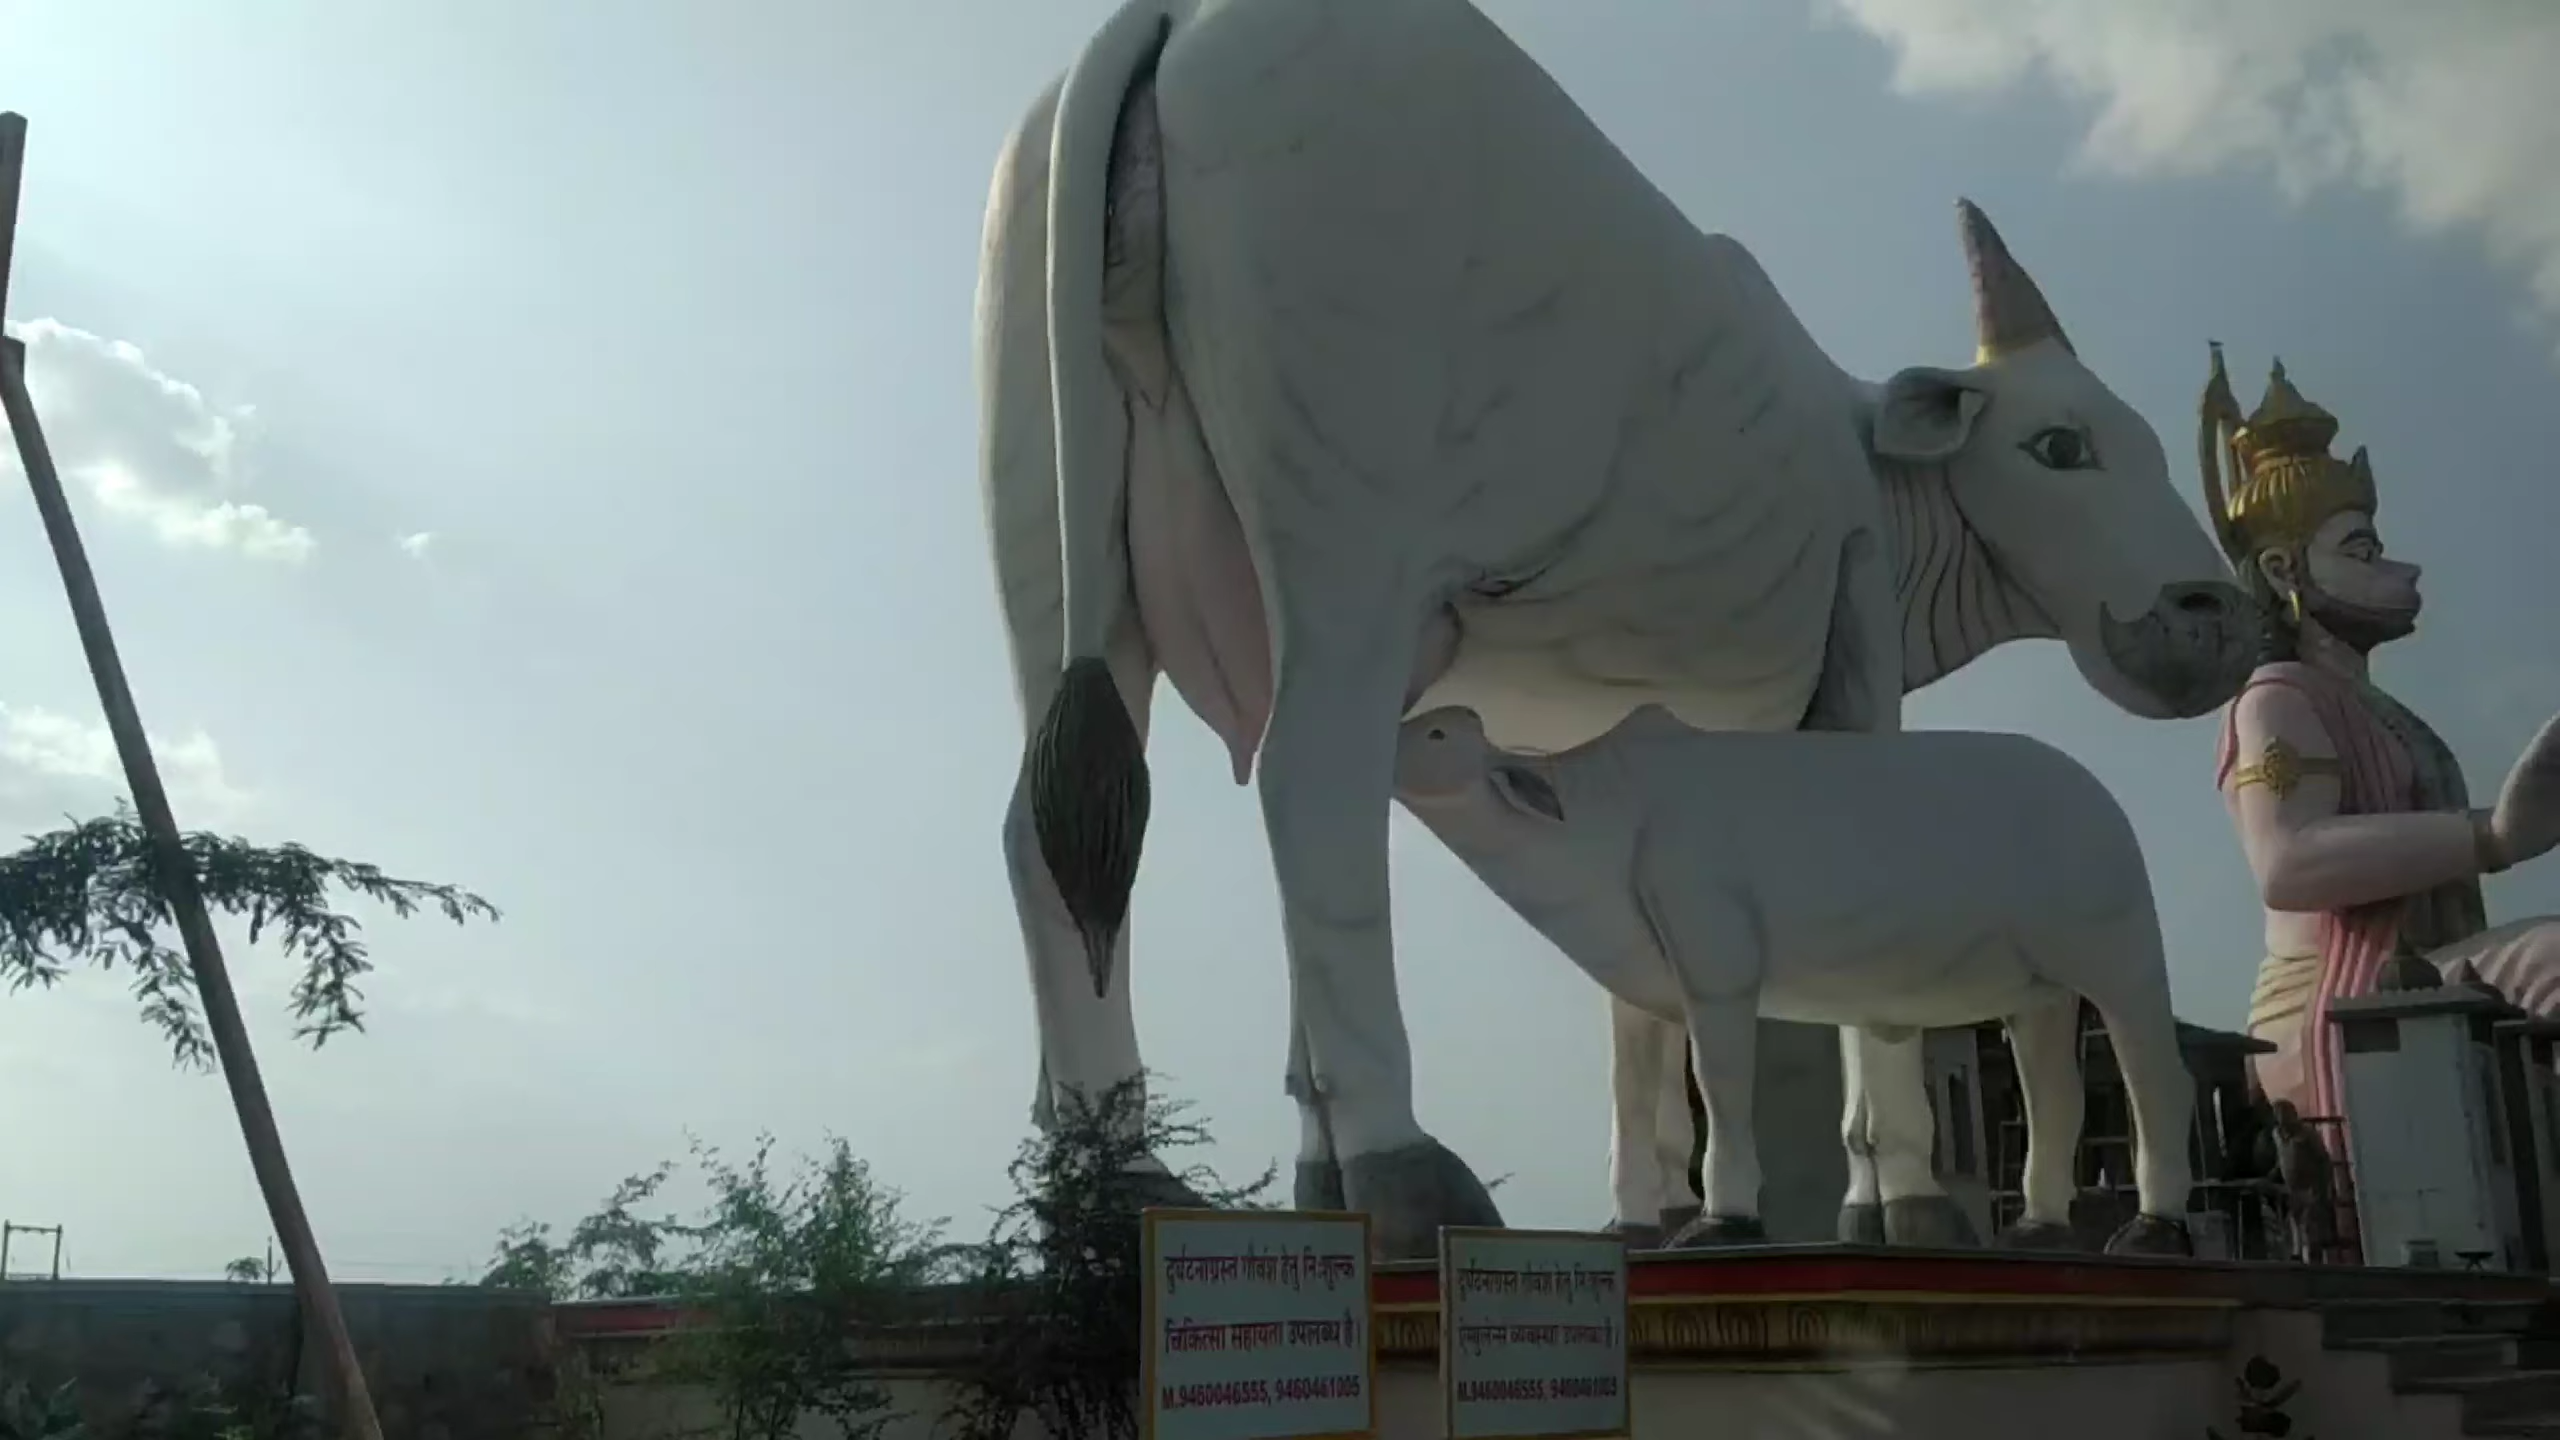 दुर्घटनाग्रस्त गौवंश हेतु निःशुल्क
चिकित्सा सहायता उपलब्ध है।
M.9460046555, 9460461005
दुर्घटनाग्रस्त गौवंश हेतु निःशुल्क
एम्बुलेन्स व्यवस्था उपलब्ध है।
M.9460046555, 9460461005